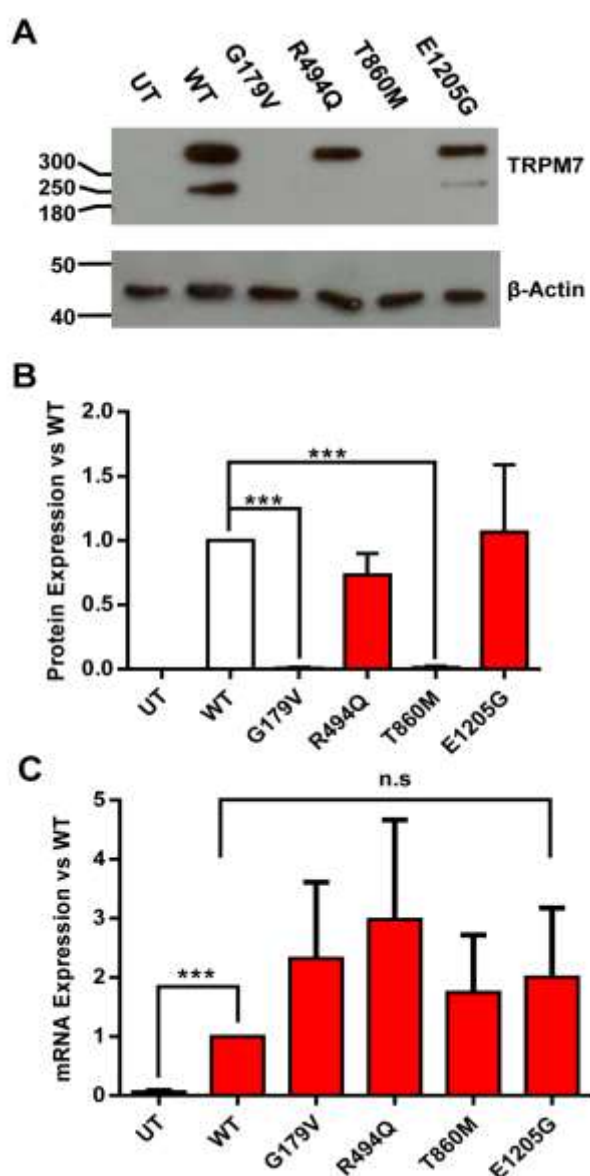 A
UT WT G179V R494Q T860M E1205G
300
250
180
TRPM7
50
40
β-Actin
B
Protein Expression vs WT
2.0
1.5
1.0
0.5
0.0
***
***
UT WT G179V R494Q T860M E1205G
C
mRNA Expression vs WT
5
4
3
2
1
0
n.s
***
UT WT G179V R494Q T860M E1205G